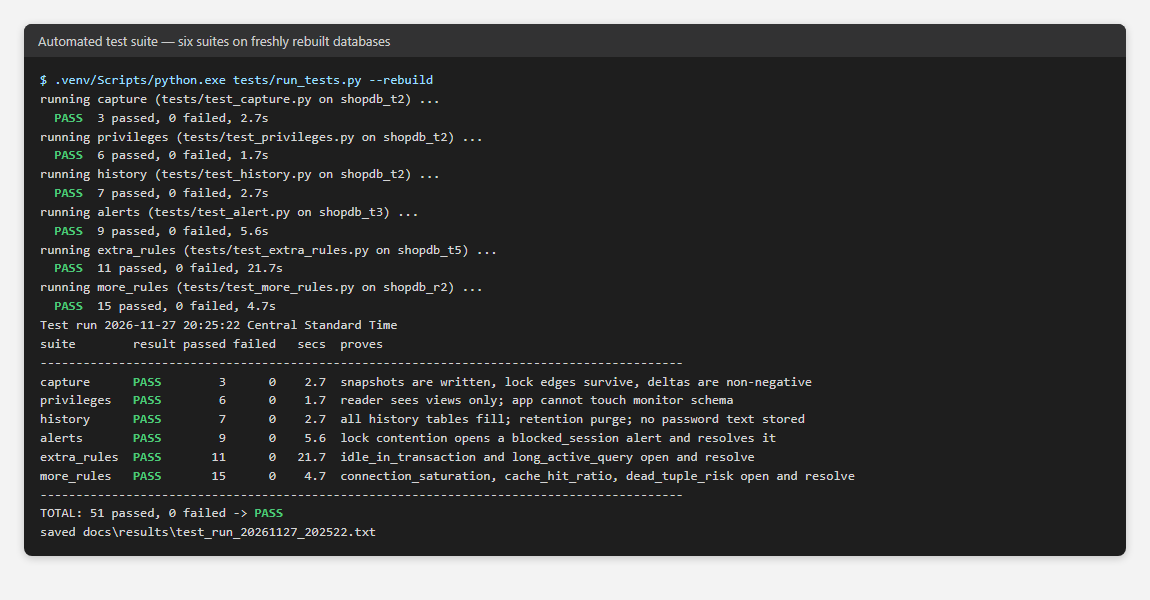 Automated test suite — six suites on freshly rebuilt databases
$ .venv/Scripts/python.exe tests/run_tests.py --rebuild
running capture (tests/test_capture.py on shopdb_t2) ...
  PASS  3 passed, 0 failed, 2.7s
running privileges (tests/test_privileges.py on shopdb_t2) ...
  PASS  6 passed, 0 failed, 1.7s
running history (tests/test_history.py on shopdb_t2) ...
  PASS  7 passed, 0 failed, 2.7s
running alerts (tests/test_alert.py on shopdb_t3) ...
  PASS  9 passed, 0 failed, 5.6s
running extra_rules (tests/test_extra_rules.py on shopdb_t5) ...
  PASS  11 passed, 0 failed, 21.7s
running more_rules (tests/test_more_rules.py on shopdb_r2) ...
  PASS  15 passed, 0 failed, 4.7s
Test run 2026-11-27 20:25:22 Central Standard Time
suite        result passed failed   secs  proves
------------------------------------------------------------------------------------------
capture      PASS        3      0    2.7  snapshots are written, lock edges survive, deltas are non-negative
privileges   PASS        6      0    1.7  reader sees views only; app cannot touch monitor schema
history      PASS        7      0    2.7  all history tables fill; retention purge; no password text stored
alerts       PASS        9      0    5.6  lock contention opens a blocked_session alert and resolves it
extra_rules  PASS       11      0   21.7  idle_in_transaction and long_active_query open and resolve
more_rules   PASS       15      0    4.7  connection_saturation, cache_hit_ratio, dead_tuple_risk open and resolve
------------------------------------------------------------------------------------------
TOTAL: 51 passed, 0 failed -> PASS
saved docs\results\test_run_20261127_202522.txt